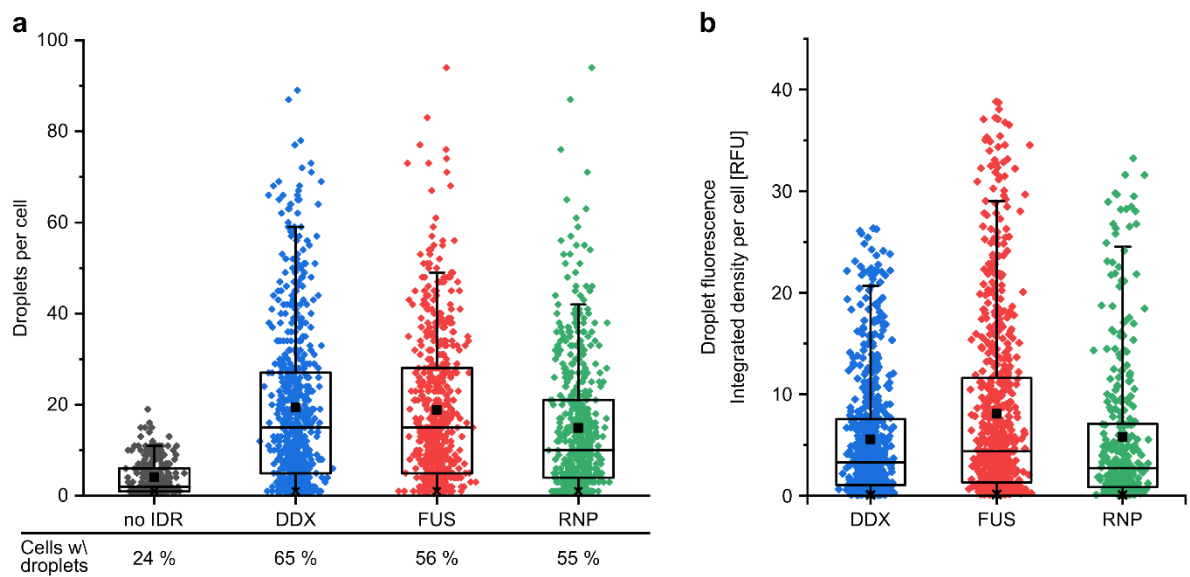 a
100
80
60
40
20
0
Droplets per cell
no IDR DDX FUS RNP
Cells w\
droplets
24 % 65 % 56 % 55 %
b
40
30
20
10
0
Droplet fluorescence
Integrated density per cell [RFU]
DDX FUS RNP